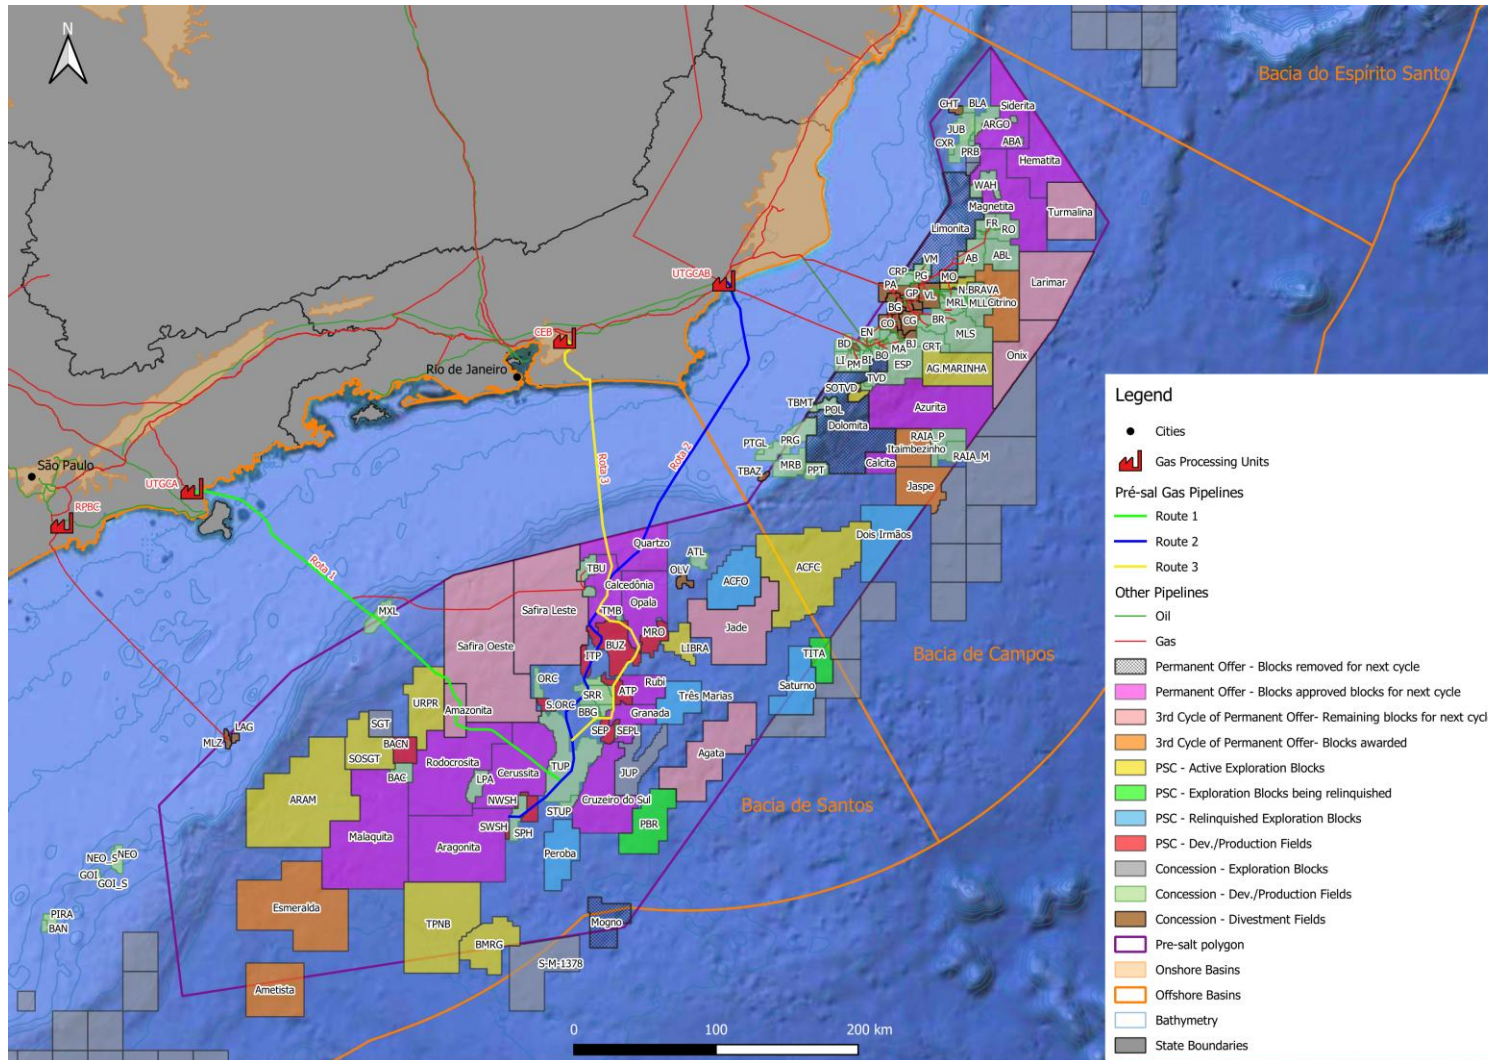 N
Bacia do Espírito Santo
CHT
BLA
Siderita
JUB
ARGO
CXR
ABA
PRB
Hematita
WAH
Magnetita
Turmalina
FR
RO
Limonita
VM
AB
ABL
CRP
PG
MO
PA
GP
VL
N.BRAVA
Larimar
BG
MRL
MLL
Citrino
CO
CG
BR
EN
MLS
BD
MA
BJ
CRT
LI
PM
BI
BO
ESP
Onix
AG.MARINHA
TVD
SOTVD
TBMT
POL
Azurita
Dolomita
PTGL
PRG
RAIA_P
Itaimbezinho
RAIA_M
TBAZ
MRB
PPT
Calcita
Jaspe
UTGCAB
CEB
Rio de Janeiro
São Paulo
UTGCA
RPBC
Rota 1
Rota 2
Rota 3
Dois Irmãos
Quartzo
ATL
TBU
OLV
ACFO
ACFC
Calcedônia
Safira Leste
TMB
Opala
MXL
Safira Oeste
BUZ
MRO
Jade
LIBRA
ITP
TITA
Bacia de Campos
ORC
SRR
ATP
Rubi
Saturno
URPR
Amazonita
S.ORC
BBG
Três Marias
Granada
SGT
SEP
SEPL
LAG
MLZ
BACN
SOSGT
Rodocrosita
BAC
Cerussita
TUP
JUP
Agata
LPA
ARAM
NWSH
STUP
Cruzeiro do Sul
Bacia de Santos
SWSH
SPH
PBR
Malaquita
Aragonita
Peroba
NEO_S
NEO
GOI
GOI_S
PIRA
BAN
Esmeralda
TPNB
Mogno
BMRG
S-M-1378
Ametista
0
100
200 km
Legend
Cities
Gas Processing Units
Pré-sal Gas Pipelines
Route 1
Route 2
Route 3
Other Pipelines
Oil
Gas
Permanent Offer - Blocks removed for next cycle
Permanent Offer - Blocks approved blocks for next cycle
3rd Cycle of Permanent Offer- Remaining blocks for next cycl
3rd Cycle of Permanent Offer- Blocks awarded
PSC - Active Exploration Blocks
PSC - Exploration Blocks being relinquished
PSC - Relinquished Exploration Blocks
PSC - Dev./Production Fields
Concession - Exploration Blocks
Concession - Dev./Production Fields
Concession - Divestment Fields
Pre-salt polygon
Onshore Basins
Offshore Basins
Bathymetry
State Boundaries